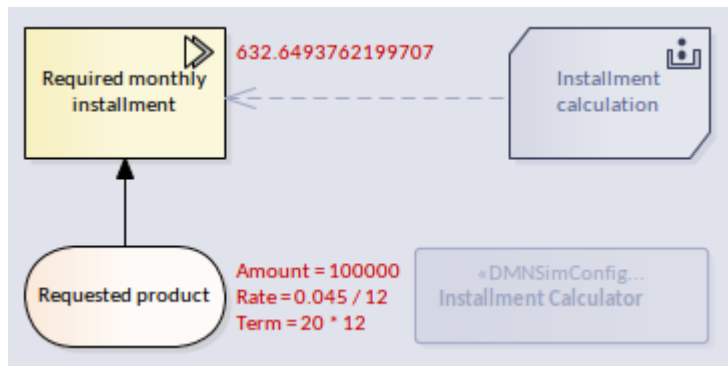 Required monthly
installment
632.6493762199707
Installment
calculation
Requested product
Amount = 100000
Rate = 0.045 / 12
Term = 20 * 12
«DMNSimConfig...
Installment Calculator